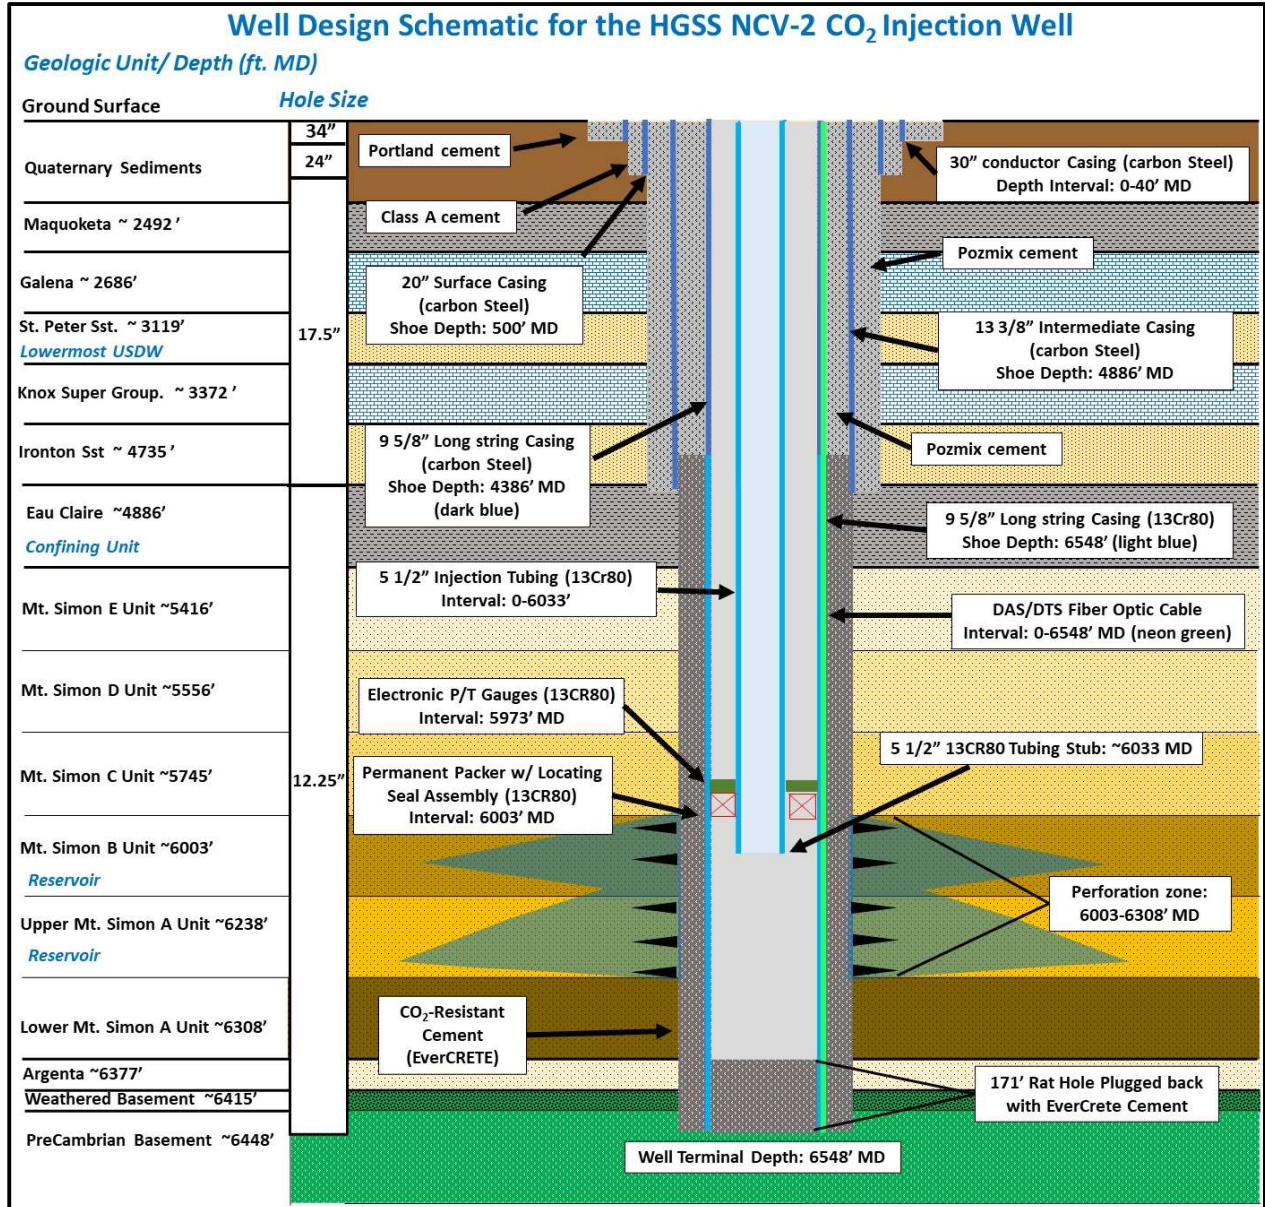 Well Design Schematic for the HGSS NCV-2 CO2 Injection Well
Geologic Unit/ Depth (ft. MD)
Ground Surface
Hole Size
34”
24”
17.5”
12.25”
Quaternary Sediments
Maquoketa ~ 2492 ’
Galena ~ 2686’
St. Peter Sst. ~ 3119’
Lowermost USDW
Knox Super Group. ~ 3372 ’
Ironton Sst ~ 4735 ’
Eau Claire ~4886’
Confining Unit
Mt. Simon E Unit ~5416’
Mt. Simon D Unit ~5556’
Mt. Simon C Unit ~5745’
Mt. Simon B Unit ~6003’
Reservoir
Upper Mt. Simon A Unit ~6238’
Reservoir
Lower Mt. Simon A Unit ~6308’
Argenta ~6377’
Weathered Basement ~6415’
PreCambrian Basement ~6448’
Portland cement
Class A cement
20” Surface Casing
(carbon Steel)
Shoe Depth: 500’ MD
9 5/8” Long string Casing
(carbon Steel)
Shoe Depth: 4386’ MD
(dark blue)
5 1/2” Injection Tubing (13Cr80)
Interval: 0-6033’
Electronic P/T Gauges (13CR80)
Interval: 5973’ MD
Permanent Packer w/ Locating
Seal Assembly (13CR80)
Interval: 6003’ MD
CO2-Resistant
Cement
(EverCRETE)
30” conductor Casing (carbon Steel)
Depth Interval: 0-40’ MD
Pozmix cement
13 3/8” Intermediate Casing
(carbon Steel)
Shoe Depth: 4886’ MD
Pozmix cement
9 5/8” Long string Casing (13Cr80)
Shoe Depth: 6548’ (light blue)
DAS/DTS Fiber Optic Cable
Interval: 0-6548’ MD (neon green)
5 1/2” 13CR80 Tubing Stub: ~6033 MD
Perforation zone:
6003-6308’ MD
171’ Rat Hole Plugged back
with EverCrete Cement
Well Terminal Depth: 6548’ MD